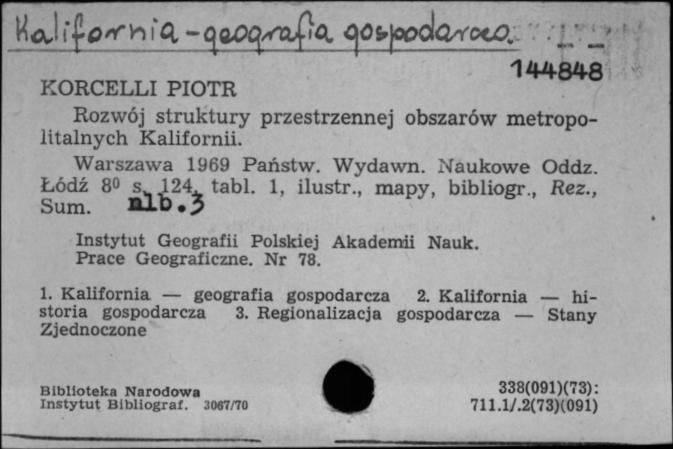 Kalifornia - geografia gospodarcza.
144848
KORCELLI PIOTR
Rozwój struktury przestrzennej obszarów metropo-
litalnych Kalifornii.
Warszawa 1969 Państw. Wydawn. Naukowe Oddz.
Łódź 8⁰ s. 124, tabl. 1, ilustr., mapy, bibliogr., Rez.,
Sum. nlb.3
Instytut Geografii Polskiej Akademii Nauk.
Prace Geograficzne. Nr 78.
1. Kalifornia — geografia gospodarcza 2. Kalifornia — hi-
storia gospodarcza 3. Regionalizacja gospodarcza — Stany
Zjednoczone
Biblioteka Narodowa 338(091)(73):
Instytut Bibliograf. 3067/70 711.1/.2(73)(091)